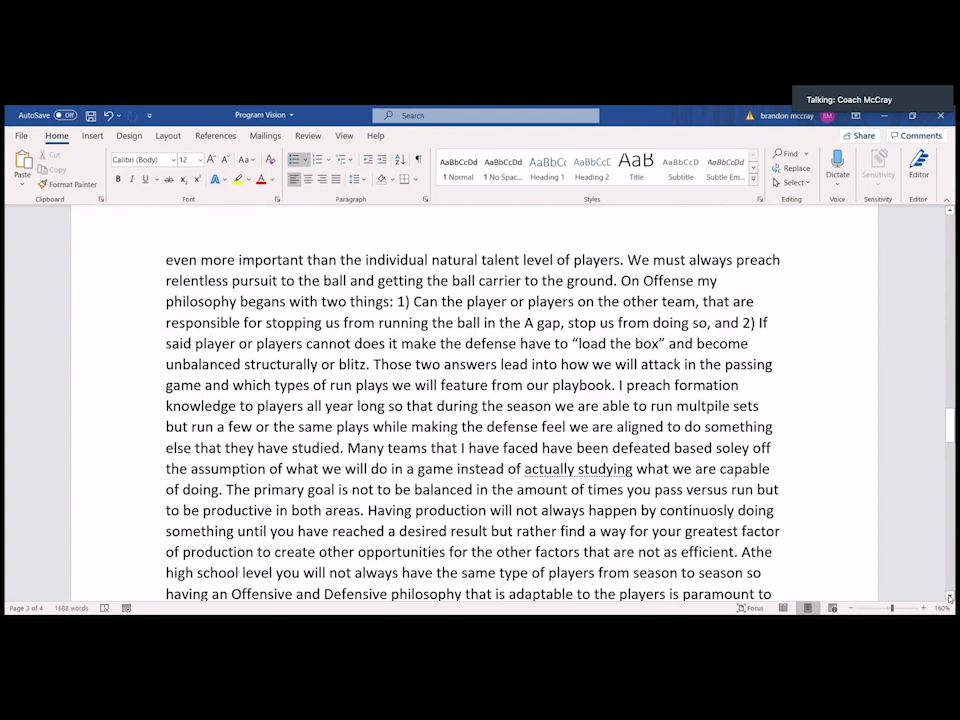 Talking: Coach McCray
AutoSave Off Program Vision Search brandon mccray BM
File Home Insert Design Layout References Mailings Review View Help Share Comments
Paste Cut Copy Format Painter Clipboard
Calibri (Body) 12 Font
Paragraph
AaBbCcDd AaBbCcDd AaBbCc AaBbCcC AaB AaBbCcD AaBbCcDd
1 Normal 1 No Spac... Heading 1 Heading 2 Title Subtitle Subtle Em...
Styles
Find Replace Select Editing
Dictate Voice
Sensitivity Sensitivity
Editor Editor
even more important than the individual natural talent level of players. We must always preach
relentless pursuit to the ball and getting the ball carrier to the ground. On Offense my
philosophy begans with two things: 1) Can the player or players on the other team, that are
responsible for stopping us from running the ball in the A gap, stop us from doing so, and 2) If
said player or players cannot does it make the defense have to “load the box” and become
unbalanced structurally or blitz. Those two answers lead into how we will attack in the passing
game and which types of run plays we will feature from our playbook. I preach formation
knowledge to players all year long so that during the season we are able to run multpile sets
but run a few or the same plays while making the defense feel we are aligned to do something
else that they have studied. Many teams that I have faced have been defeated based soley off
the assumption of what we will do in a game instead of actually studying what we are capable
of doing. The primary goal is not to be balanced in the amount of times you pass versus run but
to be productive in both areas. Having production will not always happen by continuosly doing
something until you have reached a desired result but rather find a way for your greatest factor
of production to create other opportunities for the other factors that are not as efficient. Athe
high school level you will not always have the same type of players from season to season so
having an Offensive and Defensive philosophy that is adaptable to the players is paramount to
Page 3 of 4 1688 words Focus 160%